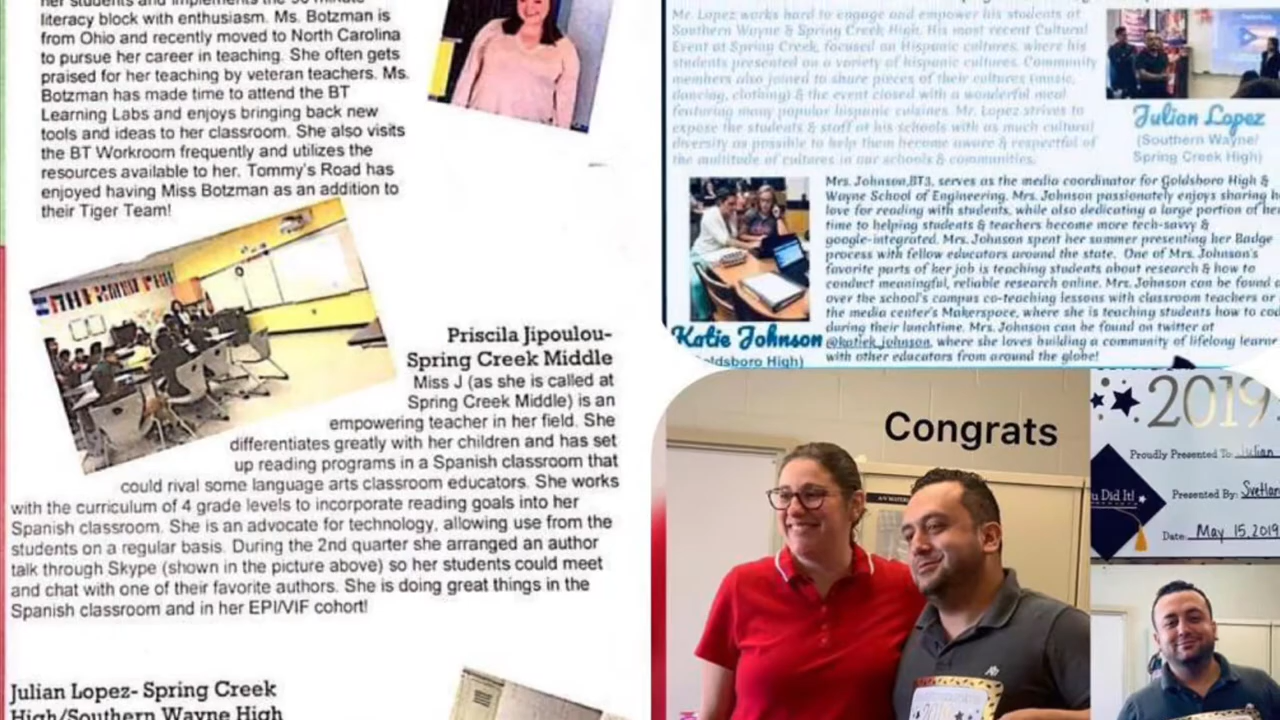 her students and implements the 90 minute
literacy block with enthusiasm. Ms. Botzman is
from Ohio and recently moved to North Carolina
to pursue her career in teaching. She often gets
praised for her teaching by veteran teachers. Ms.
Botzman has made time to attend the BT
Learning Labs and enjoys bringing back new
tools and ideas to her classroom. She also visits
the BT Workroom frequently and utilizes the
resources available to her. Tommy's Road has
enjoyed having Miss Botzman as an addition to
their Tiger Team!
Priscila Jipoulou-
Spring Creek Middle
Miss J (as she is called at
Spring Creek Middle) is an
empowering teacher in her field. She
differentiates greatly with her children and has set
up reading programs in a Spanish classroom that
could rival some language arts classroom educators. She works
with the curriculum of 4 grade levels to incorporate reading goals into her
Spanish classroom. She is an advocate for technology, allowing use from the
students on a regular basis. During the 2nd quarter she arranged an author
talk through Skype (shown in the picture above) so her students could meet
and chat with one of their favorite authors. She is doing great things in the
Spanish classroom and in her EPI/VIF cohort!
Julian Lopez- Spring Creek
High/Southern Wayne High
Mr. Lopez works hard to engage and empower his students at
Southern Wayne & Spring Creek High. His most recent Cultural
Event at Spring Creek, focused on Hispanic cultures, where his
students presented on a variety of hispanic cultures. Community
members also joined to share pieces of their cultures (music,
dancing, clothing) & the event closed with a wonderful meal
featuring many popular hispanic cuisines. Mr. Lopez strives to
expose the students & staff at his schools with as much cultural
diversity as possible to help them become aware & respectful of
the multitude of cultures in our schools & communities.
Julian Lopez
(Southern Wayne/
Spring Creek High)
Mrs. Johnson,BT3, serves as the media coordinator for Goldsboro High &
Wayne School of Engineering. Mrs. Johnson passionately enjoys sharing h
love for reading with students, while also dedicating a large portion of her
time to helping students & teachers become more tech-savvy &
google-integrated. Mrs. Johnson spent her summer presenting her Badge
process with fellow educators around the state. One of Mrs. Johnson's
favorite parts of her job is teaching students about research & how to
conduct meaningful, reliable research online. Mrs. Johnson can be found a
over the school's campus co-teaching lessons with classroom teachers or
the media center's Makerspace, where she is teaching students how to cod
during their lunchtime. Mrs. Johnson can be found on twitter at
@katiek_johnson, where she loves building a community of lifelong learne
with other educators from around the globe!
Katie Johnson
oldsboro High)
Congrats
2019
Proudly Presented To: Julian
u Did It!
Presented By: Svetlan
Date: May 15, 2019
2019